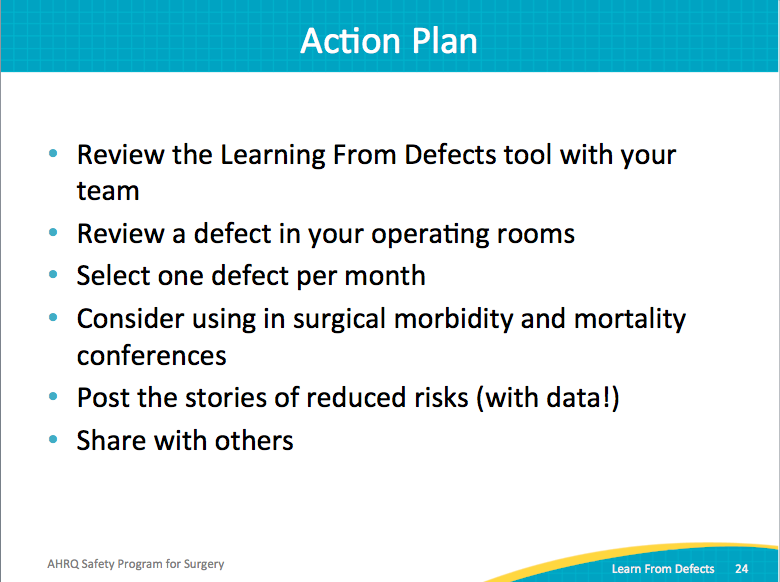 Action Plan
• Review the Learning From Defects tool with your
team
• Review a defect in your operating rooms
• Select one defect per month
• Consider using in surgical morbidity and mortality
conferences
• Post the stories of reduced risks (with data!)
• Share with others
AHRQ Safety Program for Surgery
Learn From Defects 24